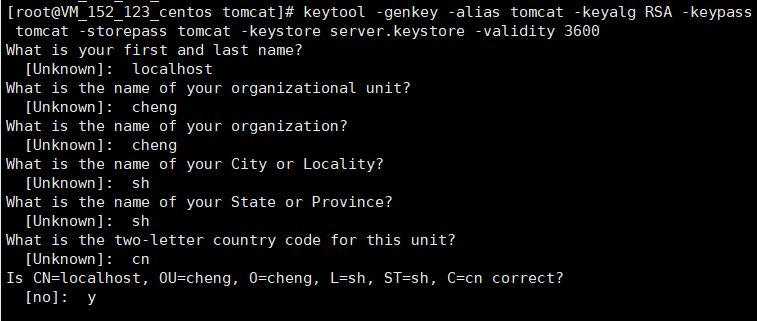 [root@VM_152_123_centos tomcat]# keytool -genkey -alias tomcat -keyalg RSA -keypass
 tomcat -storepass tomcat -keystore server.keystore -validity 3600
What is your first and last name?
  [Unknown]:  localhost
What is the name of your organizational unit?
  [Unknown]:  cheng
What is the name of your organization?
  [Unknown]:  cheng
What is the name of your City or Locality?
  [Unknown]:  sh
What is the name of your State or Province?
  [Unknown]:  sh
What is the two-letter country code for this unit?
  [Unknown]:  cn
Is CN=localhost, OU=cheng, O=cheng, L=sh, ST=sh, C=cn correct?
  [no]:  y